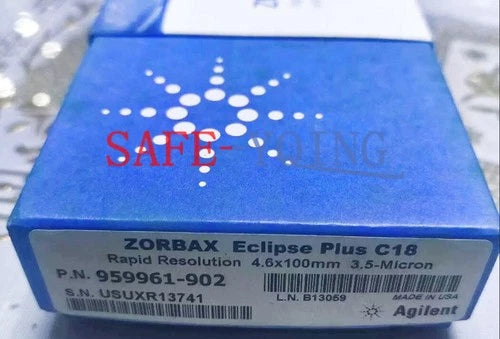 ZORBAX
SAFE-YOING
ZORBAX Eclipse Plus C18
Rapid Resolution 4.6x100mm 3.5-Micron
P.N. 959961-902
S.N. USUXR13741
L.N. B13059
MADE IN USA
Agilent